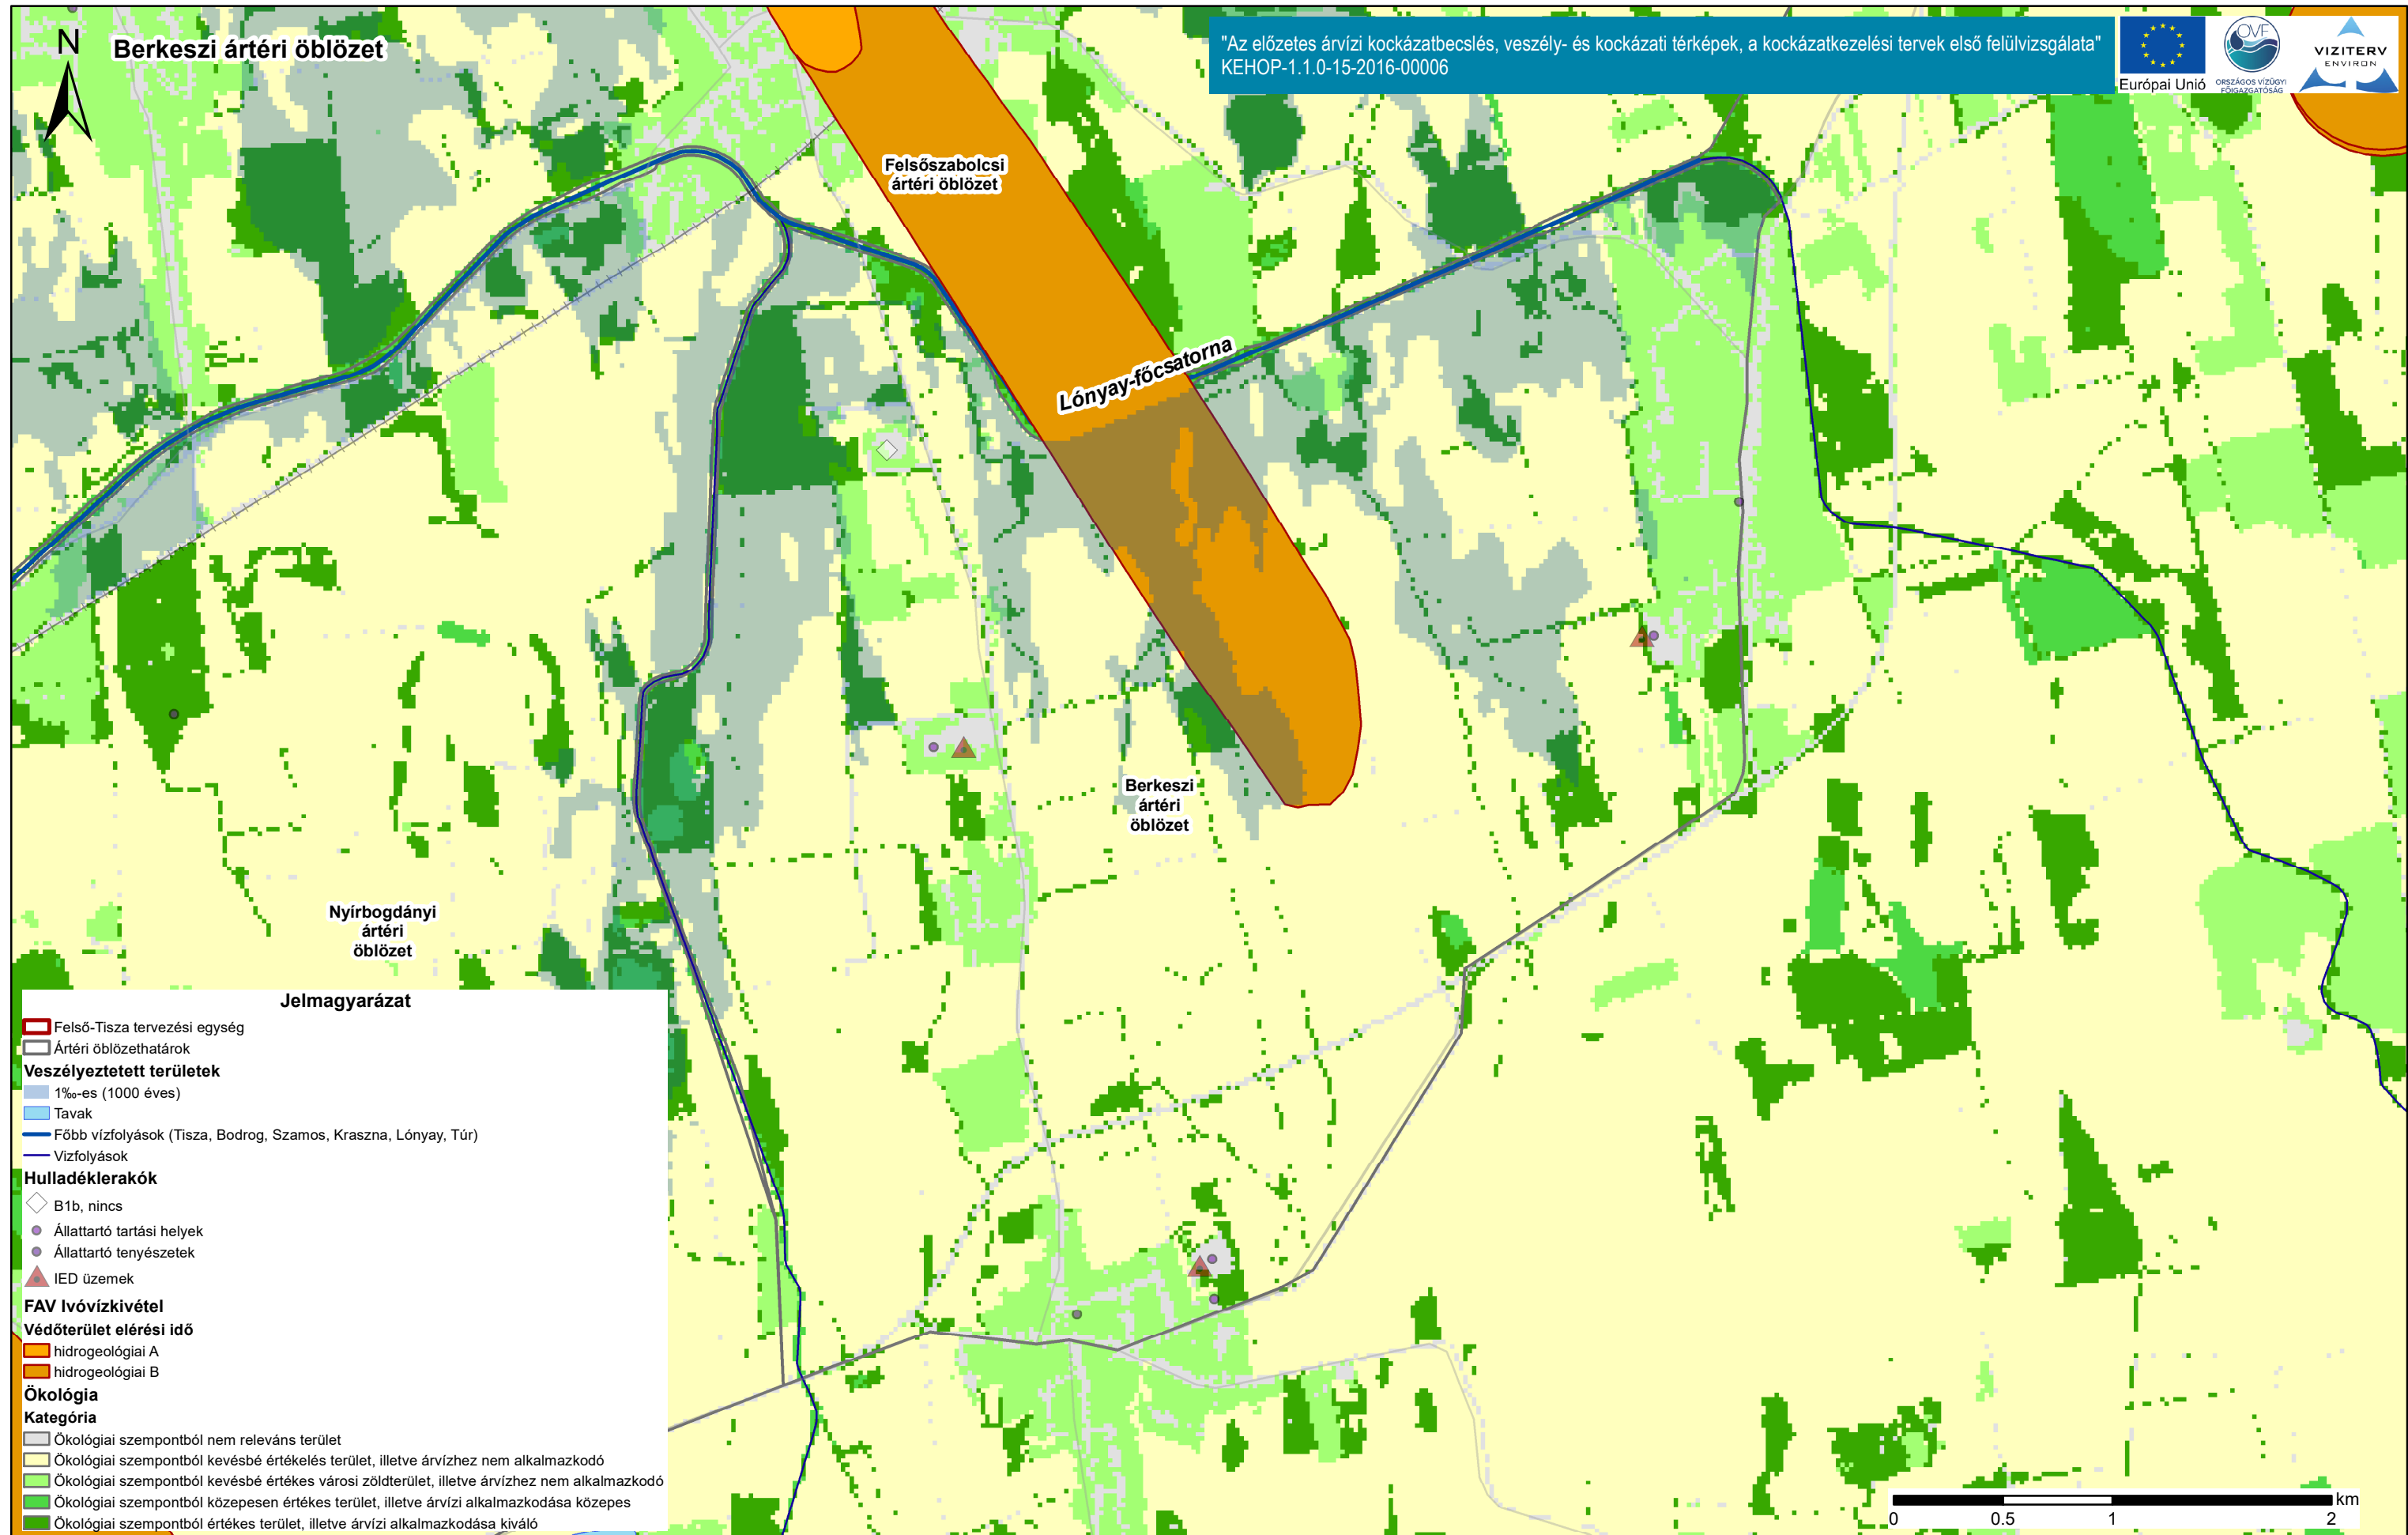 N
Berkeszi ártéri öblözet
"Az előzetes árvízi kockázatbecslés, veszély- és kockázati térképek, a kockázatkezelési tervek első felülvizsgálata"
KEHOP-1.1.0-15-2016-00006
Európai Unió
OVF
ORSZÁGOS VÍZÜGYI
FŐIGAZGATÓSÁG
VIZITERV
ENVIRON
Felsőszabolcsi
ártéri öblözet
Lónyay-főcsatorna
Berkeszi
ártéri
öblözet
Nyírbogdányi
ártéri
öblözet
Jelmagyarázat
Felső-Tisza tervezési egység
Ártéri öblözethatárok
Veszélyeztetett területek
1‰-es (1000 éves)
Tavak
Főbb vízfolyások (Tisza, Bodrog, Szamos, Kraszna, Lónyay, Túr)
Vizfolyások
Hulladéklerakók
B1b, nincs
Állattartó tartási helyek
Állattartó tenyészetek
IED üzemek
FAV Ivóvízkivétel
Védőterület elérési idő
hidrogeológiai A
hidrogeológiai B
Ökológia
Kategória
Ökológiai szempontból nem releváns terület
Ökológiai szempontból kevésbé értékelés terület, illetve árvízhez nem alkalmazkodó
Ökológiai szempontból kevésbé értékes városi zöldterület, illetve árvízhez nem alkalmazkodó
Ökológiai szempontból közepesen értékes terület, illetve árvízi alkalmazkodása közepes
Ökológiai szempontból értékes terület, illetve árvízi alkalmazkodása kiváló
km
0 0.5 1 2